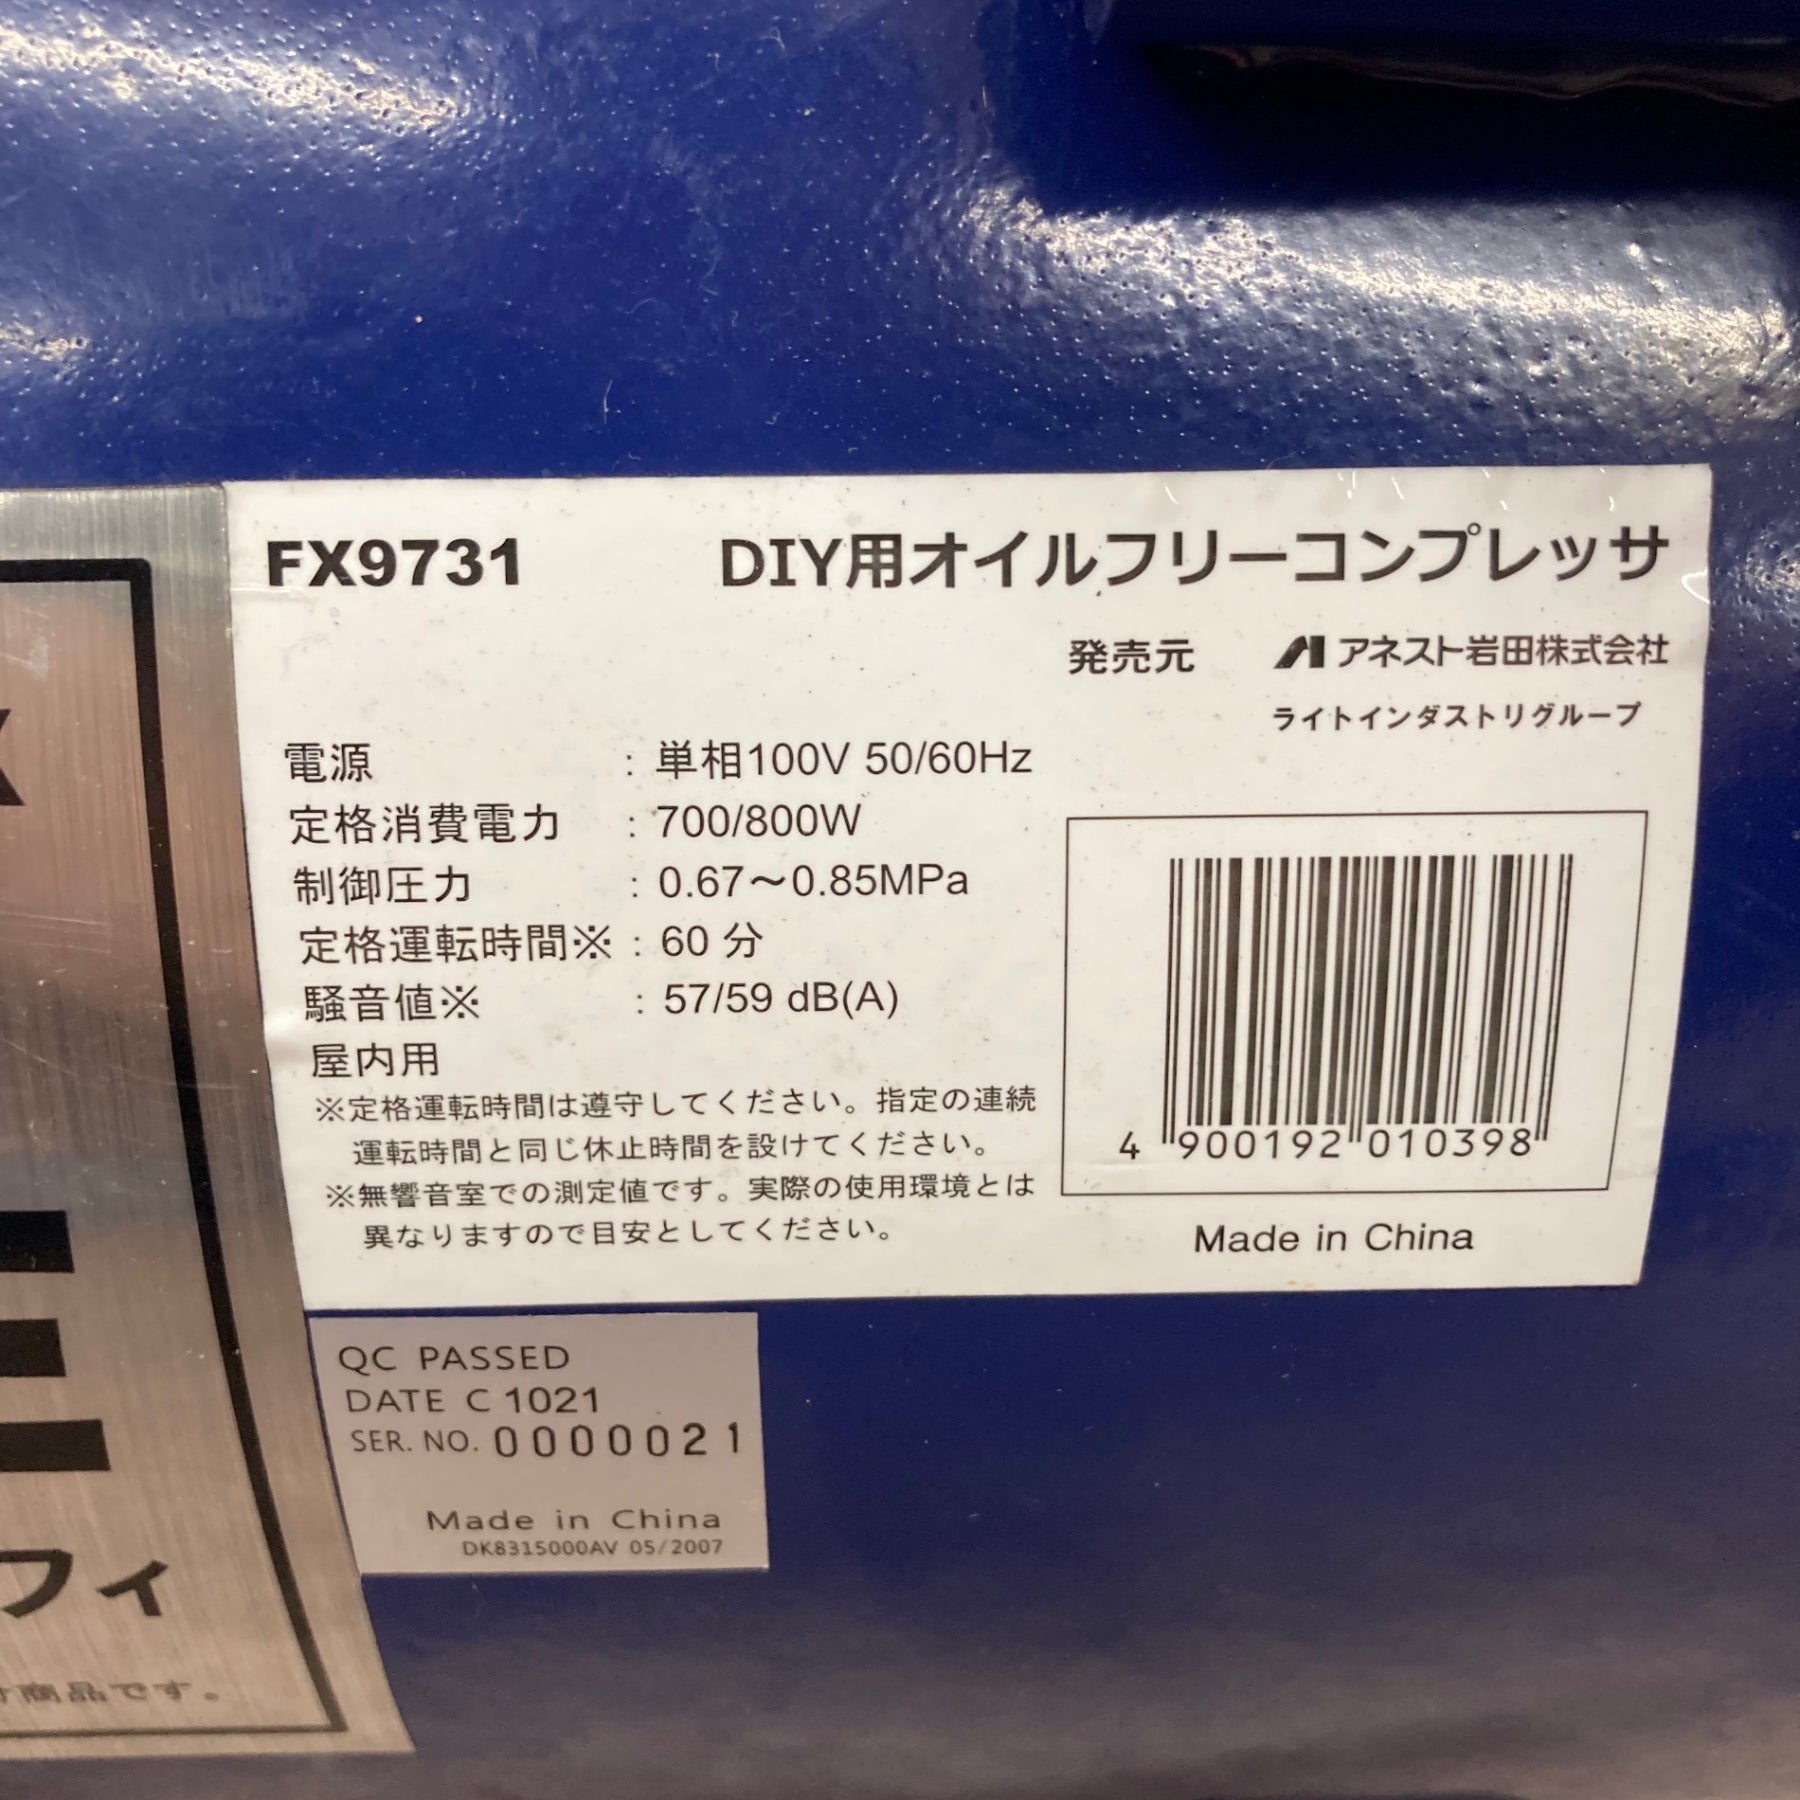 FX9731 DIY用オイルフリーコンプレッサ
発売元 アネスト岩田株式会社
ライトインダストリグループ
電源 : 単相100V 50/60Hz
定格消費電力 : 700/800W
制御圧力 : 0.67～0.85MPa
定格運転時間※ : 60 分
騒音値※ : 57/59 dB(A)
屋内用
※定格運転時間は遵守してください。指定の連続
運転時間と同じ休止時間を設けてください。
※無響音室での測定値です。実際の使用環境とは
異なりますので目安としてください。
4 900192 010398
Made in China
QC PASSED
DATE C 1021
SER. NO. 0000021
Made in China
DK8315000AV 05/2007
フィ
商品です。